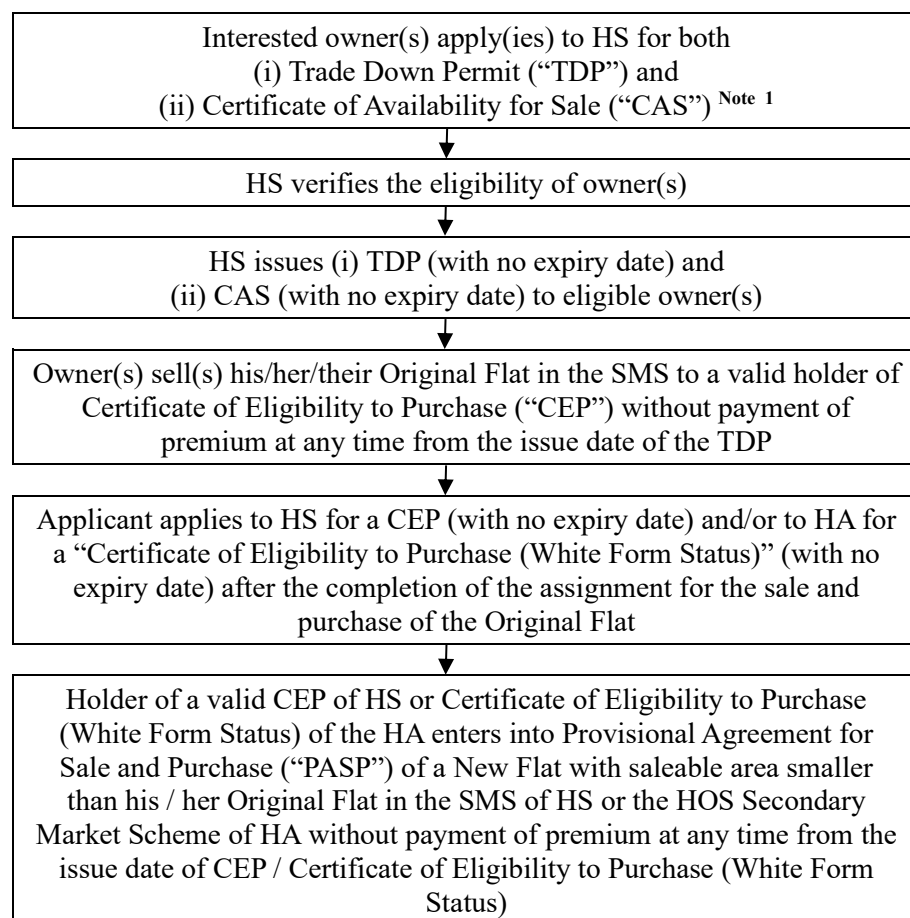 Interested owner(s) apply(ies) to HS for both
(i) Trade Down Permit (“TDP”) and
(ii) Certificate of Availability for Sale (“CAS”) Note 1
HS verifies the eligibility of owner(s)
HS issues (i) TDP (with no expiry date) and
(ii) CAS (with no expiry date) to eligible owner(s)
Owner(s) sell(s) his/her/their Original Flat in the SMS to a valid holder of
Certificate of Eligibility to Purchase (“CEP”) without payment of
premium at any time from the issue date of the TDP
Applicant applies to HS for a CEP (with no expiry date) and/or to HA for
a “Certificate of Eligibility to Purchase (White Form Status)” (with no
expiry date) after the completion of the assignment for the sale and
purchase of the Original Flat
Holder of a valid CEP of HS or Certificate of Eligibility to Purchase
(White Form Status) of the HA enters into Provisional Agreement for
Sale and Purchase (“PASP”) of a New Flat with saleable area smaller
than his / her Original Flat in the SMS of HS or the HOS Secondary
Market Scheme of HA without payment of premium at any time from the
issue date of CEP / Certificate of Eligibility to Purchase (White Form
Status)